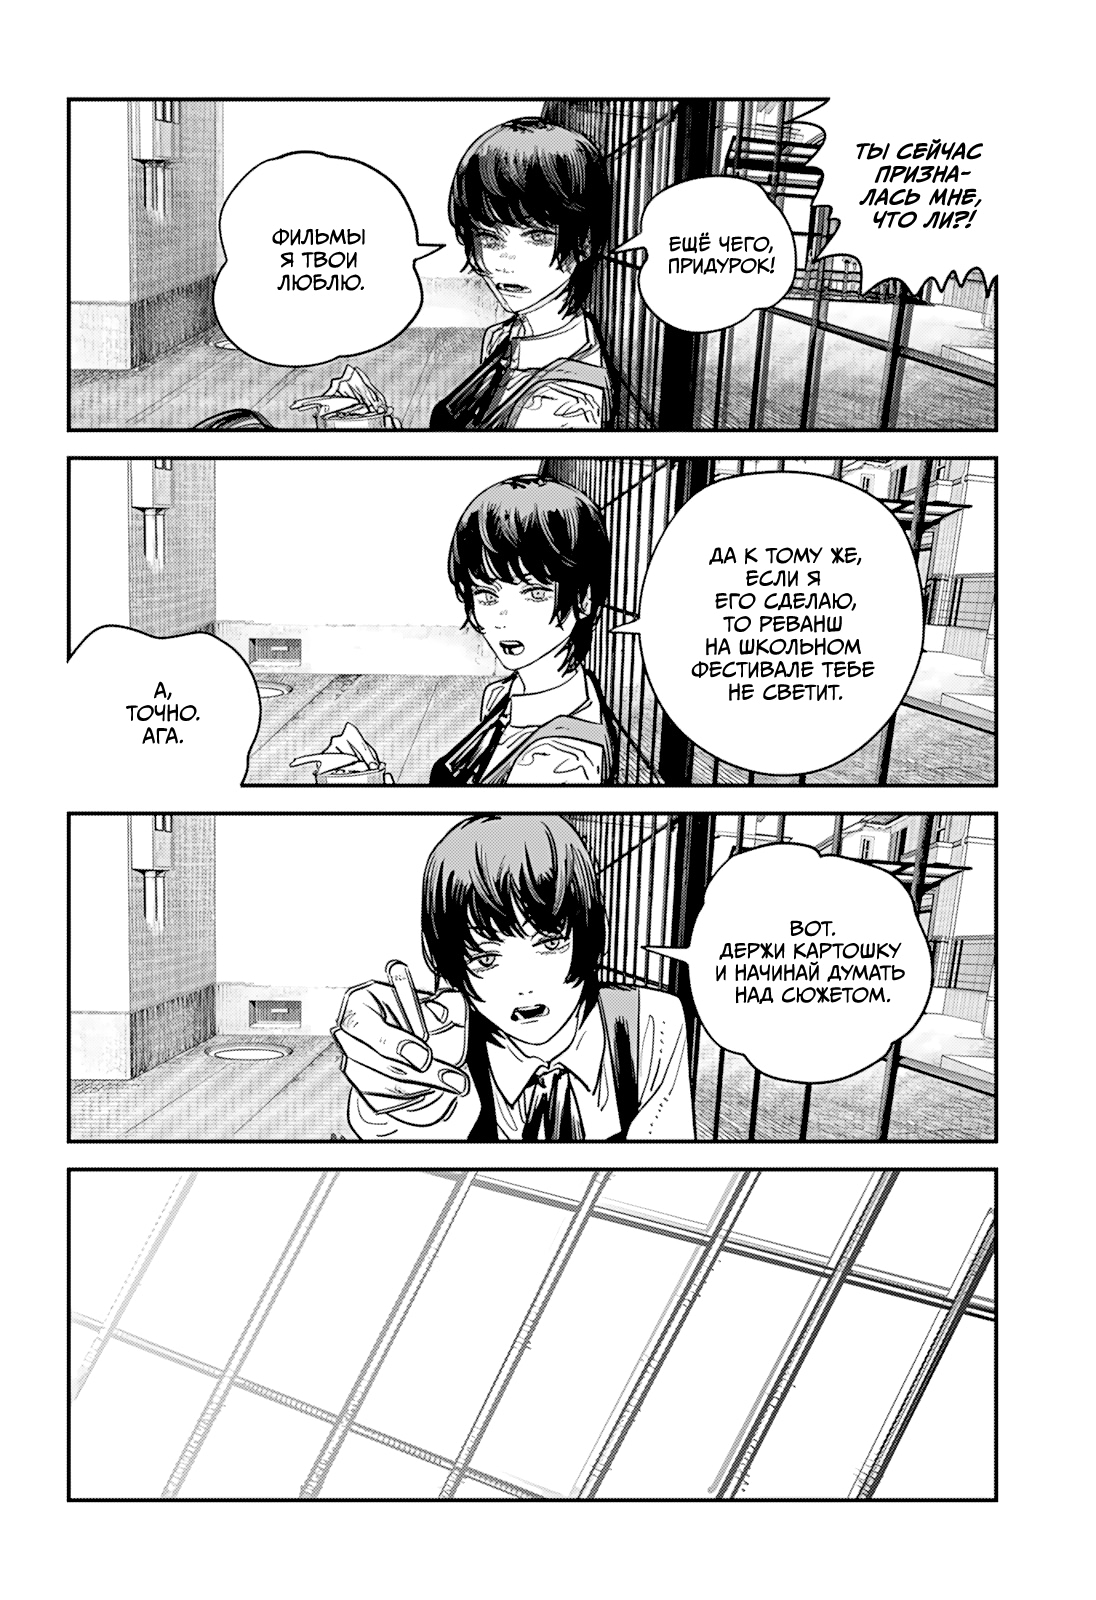 ТЫ СЕЙЧАС
ПРИЗНА-
ЛАСЬ МНЕ,
ЧТО ЛИ?!
ЕЩЁ ЧЕГО,
ПРИДУРОК!
ФИЛЬМЫ
Я ТВОИ
ЛЮБЛЮ.
ДА К ТОМУ ЖЕ,
ЕСЛИ Я
ЕГО СДЕЛАЮ,
ТО РЕВАНШ
НА ШКОЛЬНОМ
ФЕСТИВАЛЕ ТЕБЕ
НЕ СВЕТИТ.
А,
ТОЧНО.
АГА.
ВОТ.
ДЕРЖИ КАРТОШКУ
И НАЧИНАЙ ДУМАТЬ
НАД СЮЖЕТОМ.